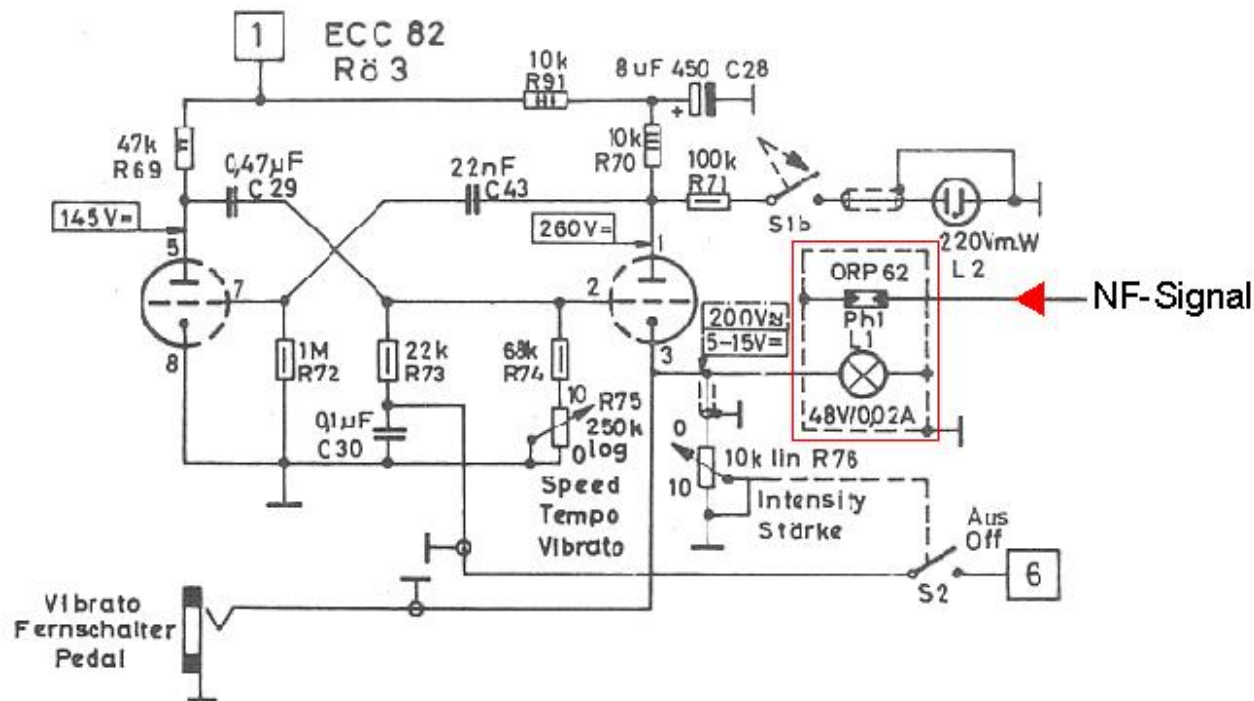 1
ECC 82
Rö 3
10k
R91
8uF 450 C28
+
47k
R69
0,47µF
C29
22nF
C43
10k
R70
100k
R71
S1b
220Vm.W
L2
145V=
5
7
8
260V=
1
2
3
200V≂
5-15V=
ORP 62
Ph1
L1
48V/0,02A
NF-Signal
1M
R72
22k
R73
68k
R74
10
R75
250k
log
0
0,1µF
C30
Speed
Tempo
Vibrato
0
10
10k lin R76
Intensity
Stärke
Aus
Off
S2
6
Vibrato
Fernschalter
Pedal